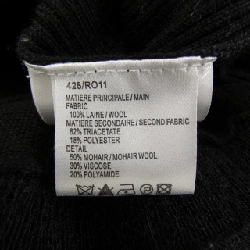 426/RO11
MATIERE PRINCIPALE / MAIN
FABRIC
100% LAINE / WOOL
MATIERE SECONDAIRE / SECOND FABRIC
82% TRIACETATE
18% POLYESTER
DETAIL
50% MOHAIR / MOHAIR WOOL
30% VISCOSE
20% POLYAMIDE